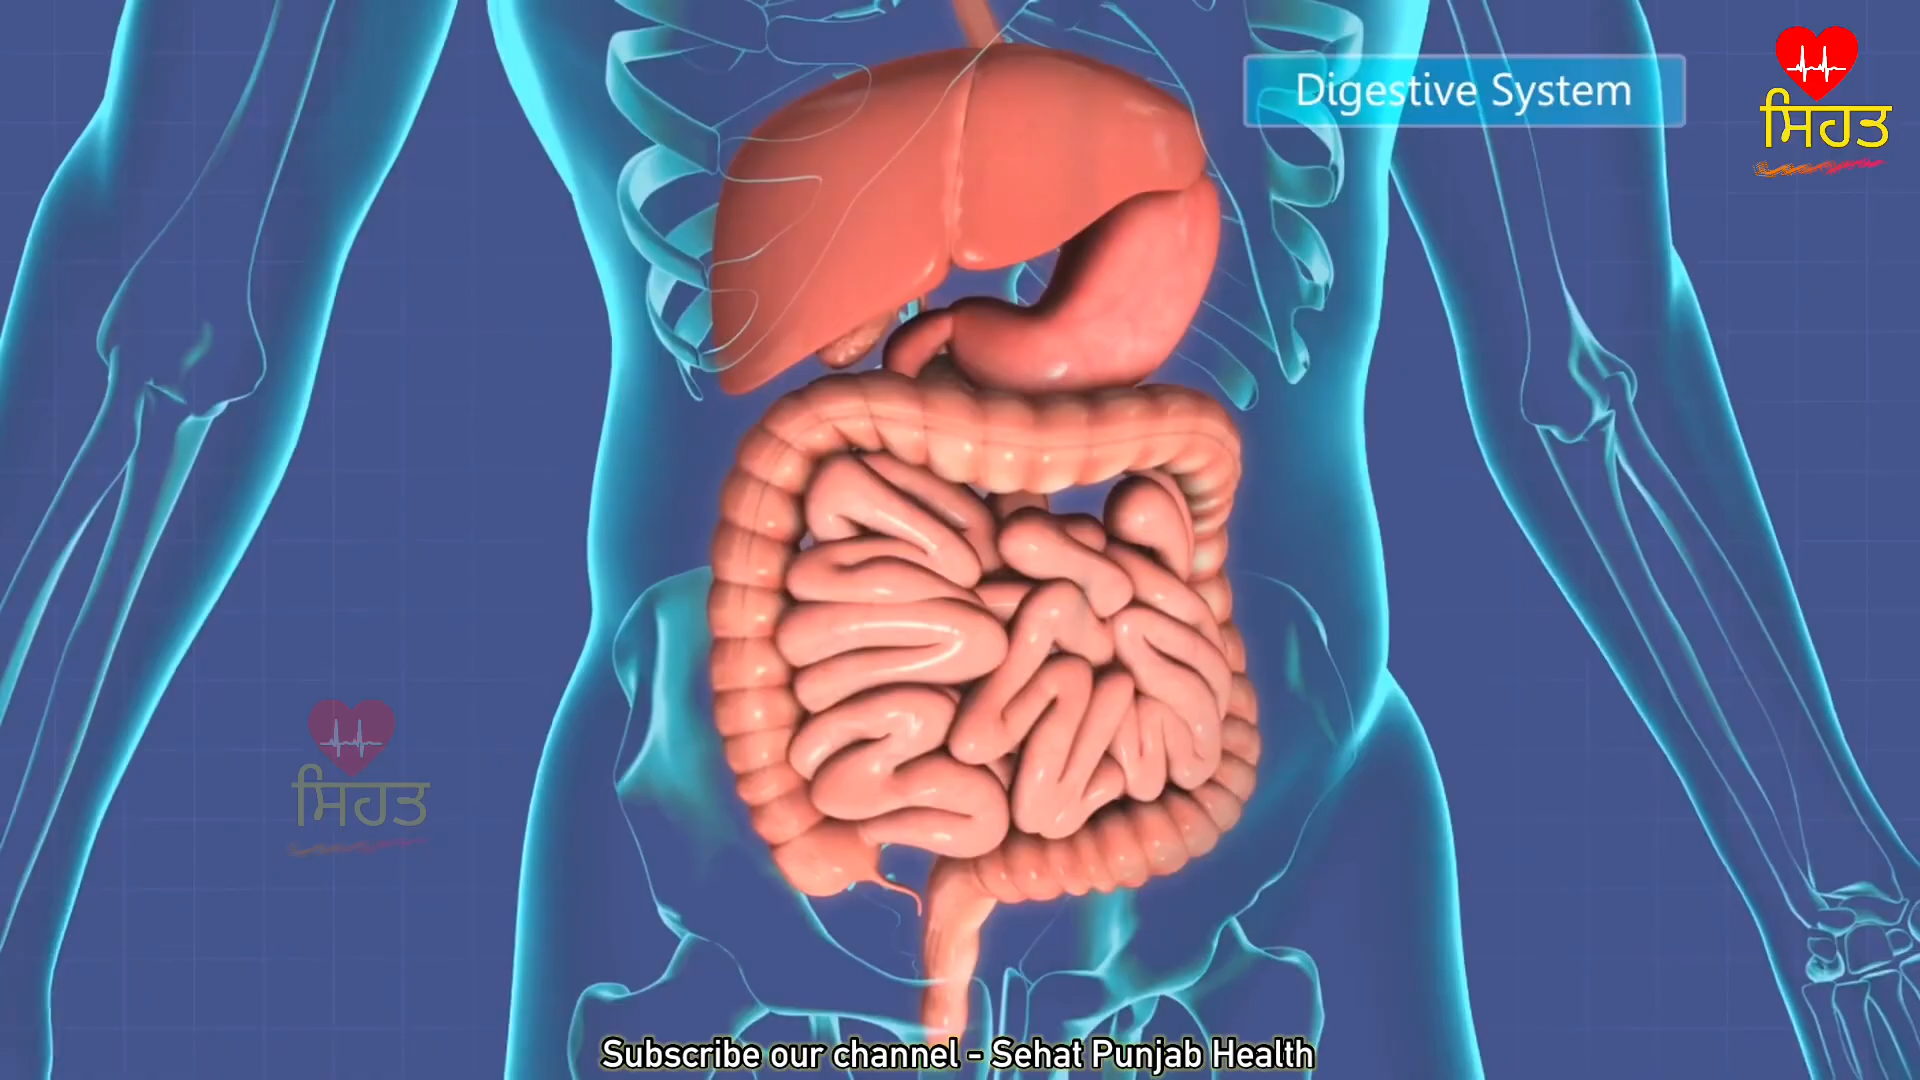 Digestive System
ਸਿਹਤ
ਸਿਹਤ
Subscribe our channel - Sehat Punjab Health